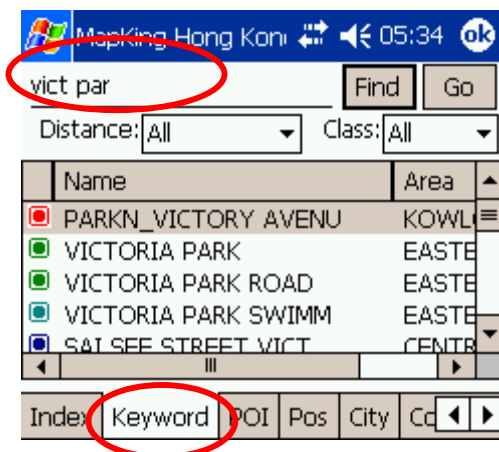 MapKing Hong Kon 05:34 ok
vict par Find Go
Distance: All Class: All
Name Area
PARKN_VICTORY AVENU KOWL
VICTORIA PARK EASTE
VICTORIA PARK ROAD EASTE
VICTORIA PARK SWIMM EASTE
SAI SEE STREET VICT CENTR
Index Keyword POI Pos City Co